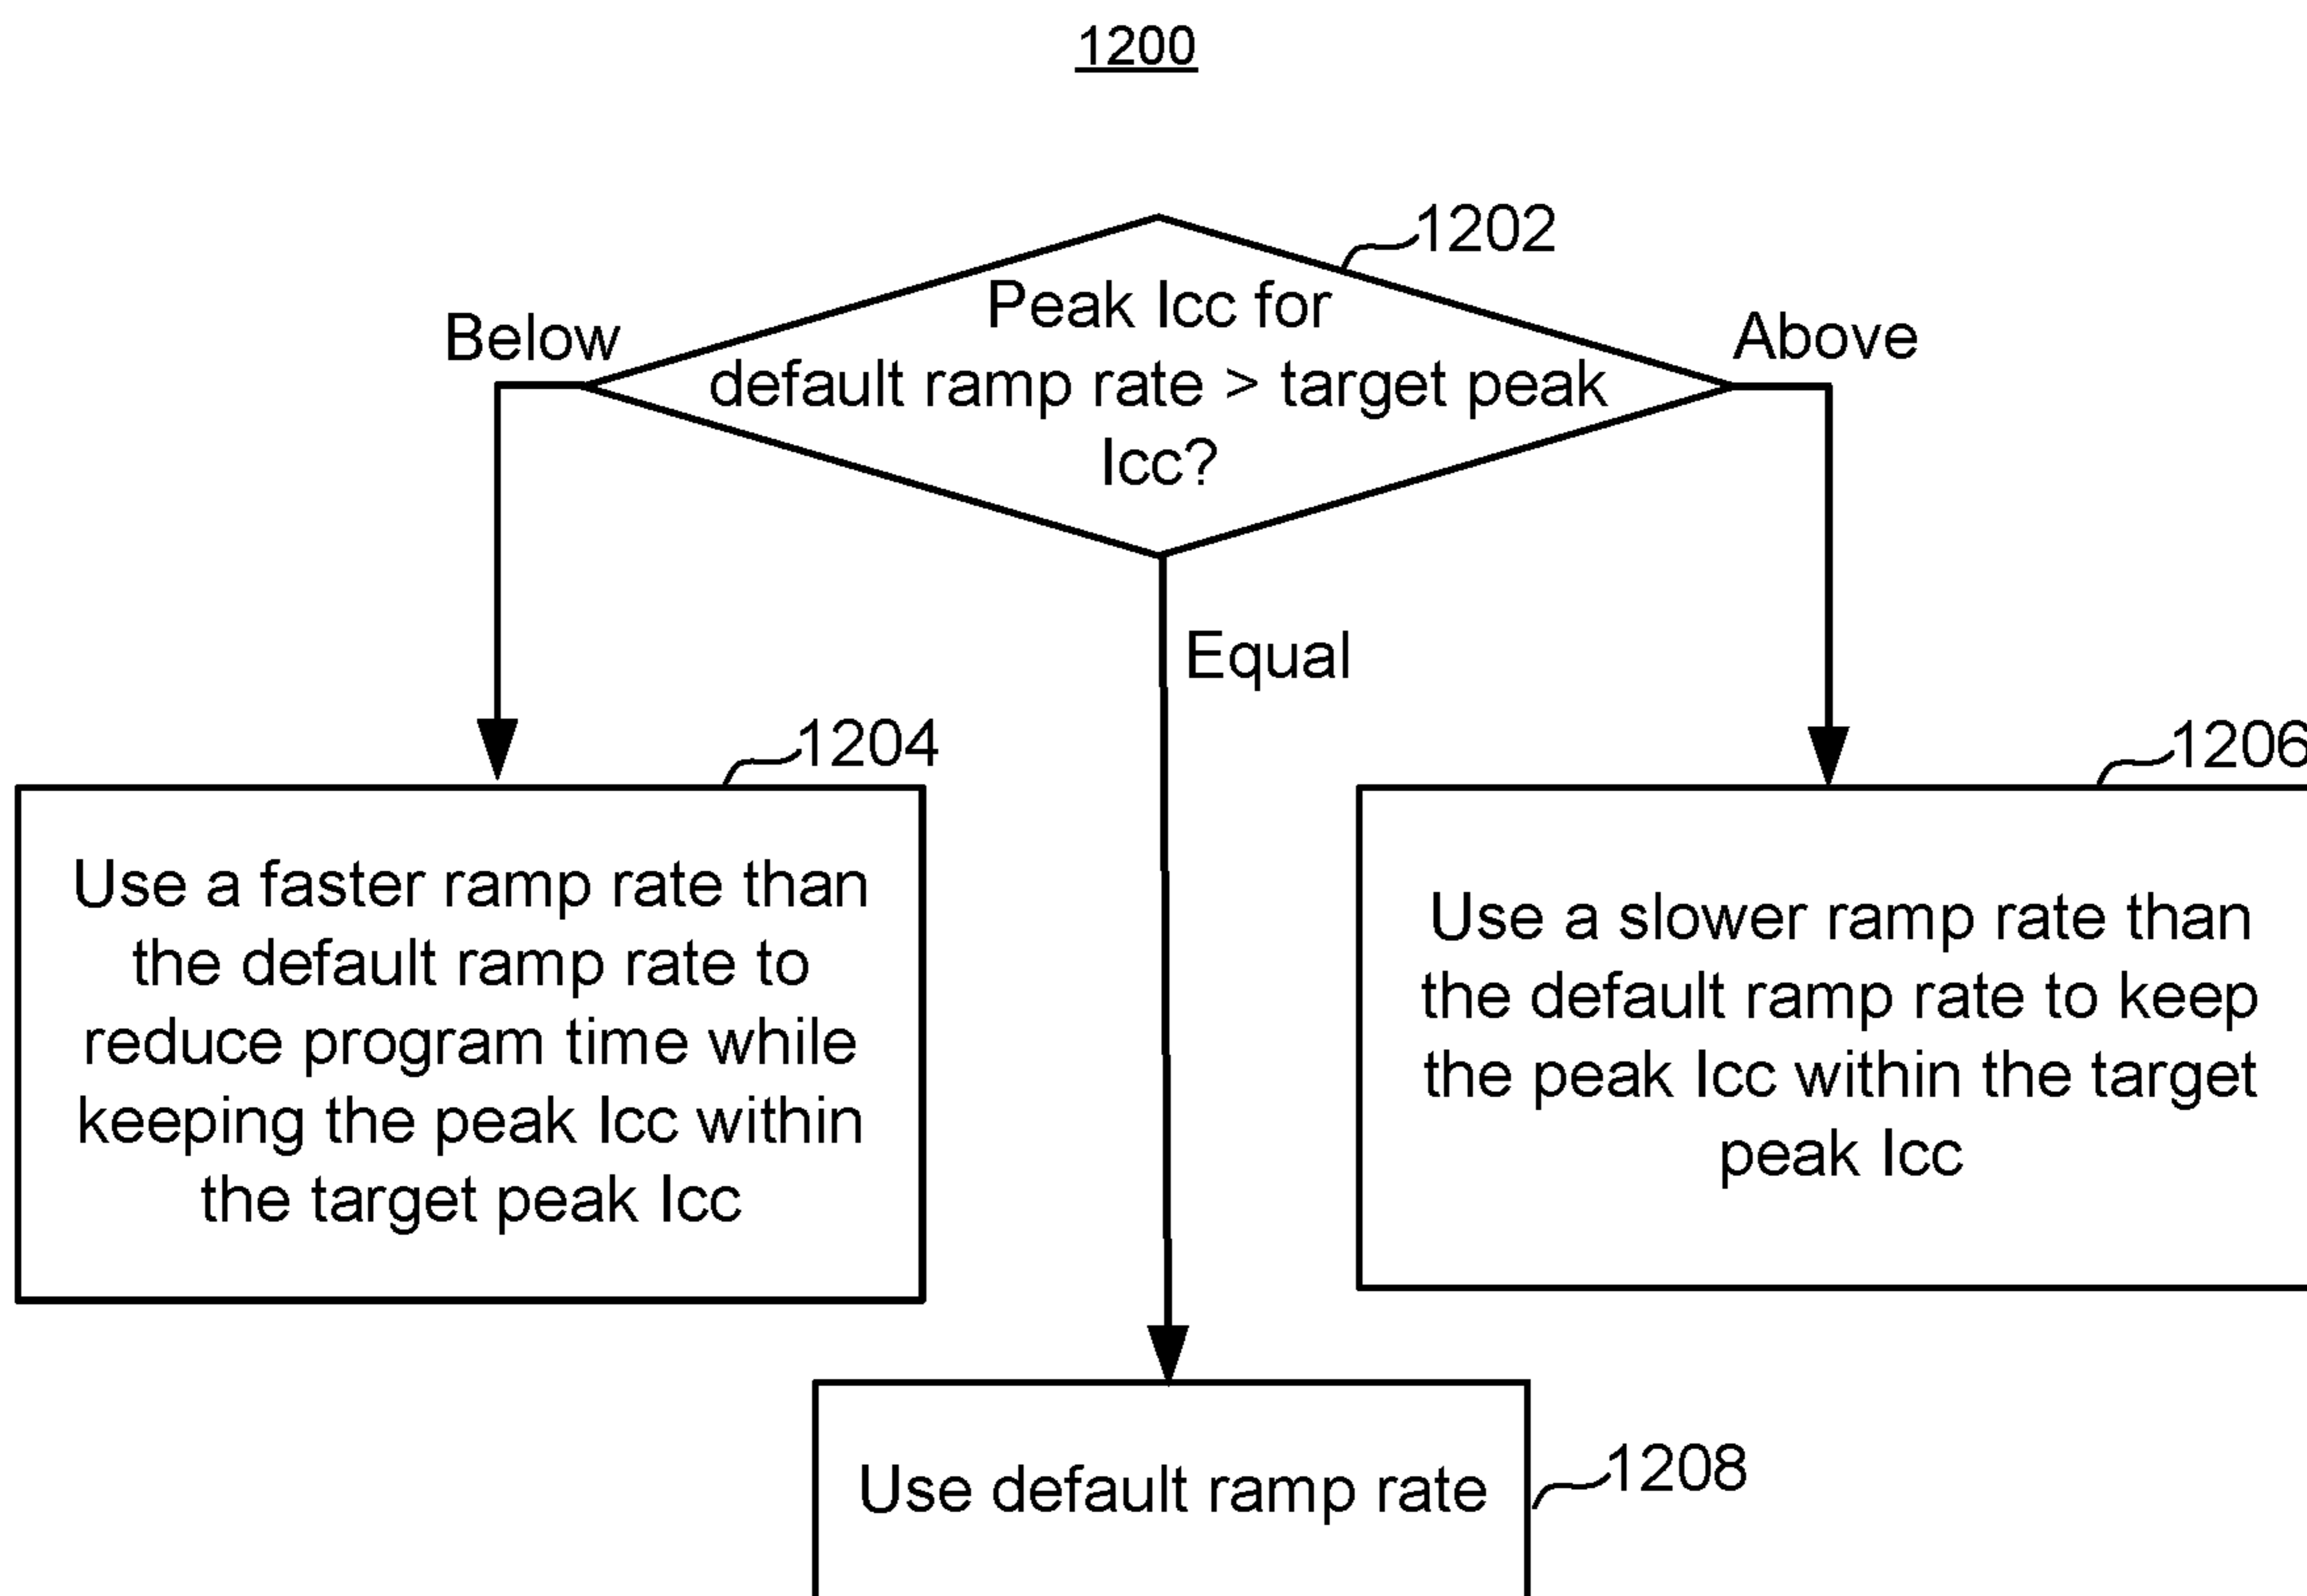 1200
1202
Peak Icc for
default ramp rate > target peak
Icc?
Below
Above
Equal
1204
Use a faster ramp rate than
the default ramp rate to
reduce program time while
keeping the peak Icc within
the target peak Icc
1206
Use a slower ramp rate than
the default ramp rate to keep
the peak Icc within the target
peak Icc
Use default ramp rate
1208